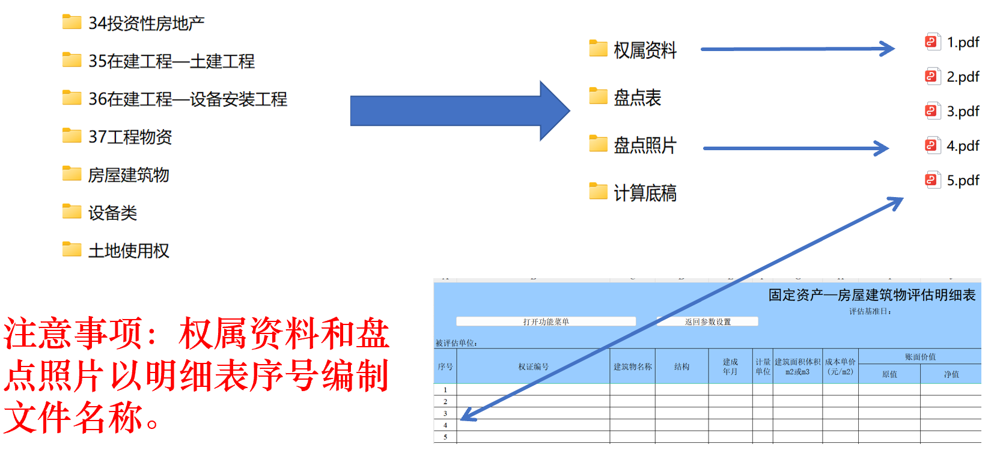 34投资性房地产
35在建工程—土建工程
36在建工程—设备安装工程
37工程物资
房屋建筑物
设备类
土地使用权
权属资料
盘点表
盘点照片
计算底稿
1.pdf
2.pdf
3.pdf
4.pdf
5.pdf
注意事项：权属资料和盘
点照片以明细表序号编制
文件名称。
固定资产—房屋建筑物评估明细表
评估基准日：
打开功能菜单
返回参数设置
被评估单位：
序号
权证编号
建筑物名称
结构
建成
年月
计量
单位
建筑面积体积
m2或m3
成本单价
(元/m2)
账面价值
原值
净值
1
2
3
4
5